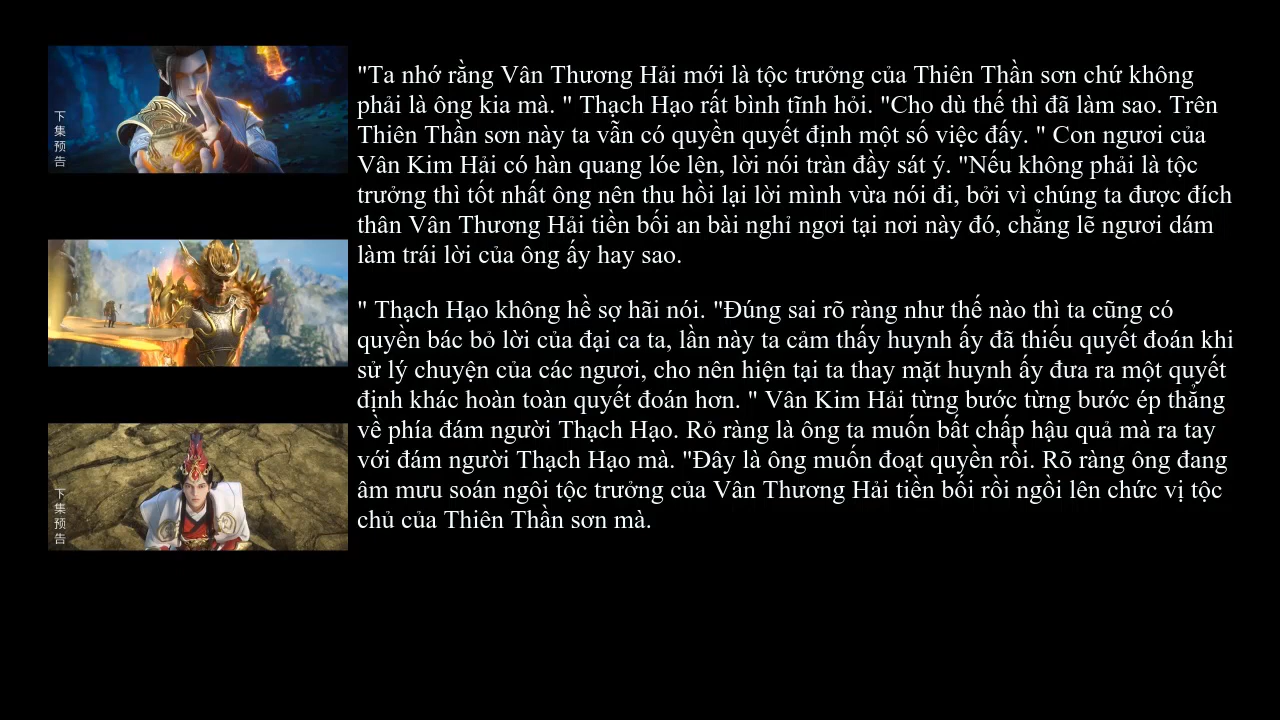 下集预告
"Ta nhớ rằng Vân Thương Hải mới là tộc trưởng của Thiên Thần sơn chứ không
phải là ông kia mà. " Thạch Hạo rất bình tĩnh hỏi. "Cho dù thế thì đã làm sao. Trên
Thiên Thần sơn này ta vẫn có quyền quyết định một số việc đấy. " Con ngươi của
Vân Kim Hải có hàn quang lóe lên, lời nói tràn đầy sát ý. "Nếu không phải là tộc
trưởng thì tốt nhất ông nên thu hồi lại lời mình vừa nói đi, bởi vì chúng ta được đích
thân Vân Thương Hải tiền bối an bài nghỉ ngơi tại nơi này đó, chẳng lẽ ngươi dám
làm trái lời của ông ấy hay sao.
" Thạch Hạo không hề sợ hãi nói. "Đúng sai rõ ràng như thế nào thì ta cũng có
quyền bác bỏ lời của đại ca ta, lần này ta cảm thấy huynh ấy đã thiếu quyết đoán khi
sử lý chuyện của các ngươi, cho nên hiện tại ta thay mặt huynh ấy đưa ra một quyết
định khác hoàn toàn quyết đoán hơn. " Vân Kim Hải từng bước từng bước ép thẳng
về phía đám người Thạch Hạo. Rỏ ràng là ông ta muốn bất chấp hậu quả mà ra tay
với đám người Thạch Hạo mà. "Đây là ông muốn đoạt quyền rồi. Rõ ràng ông đang
âm mưu soán ngôi tộc trưởng của Vân Thương Hải tiền bối rồi ngồi lên chức vị tộc
chủ của Thiên Thần sơn mà.
下集预告